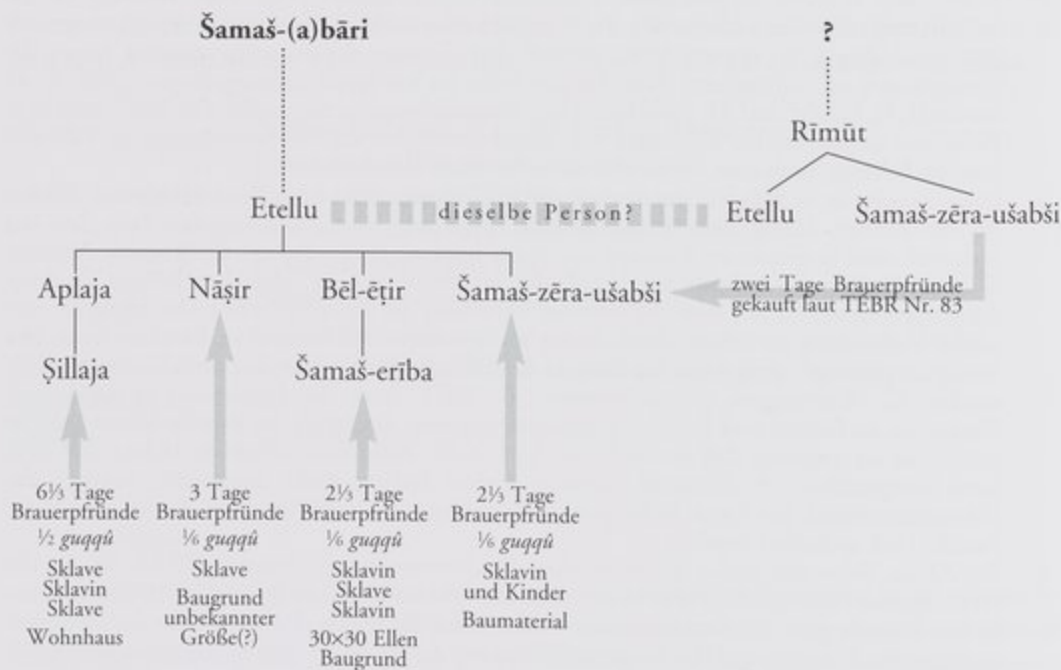 Šamaš-(a)bāri
?
Rīmūt
Etellu
dieselbe Person?
Etellu
Šamaš-zēra-ušabši
Aplaja
Nāṣir
Bēl-ēṭir
Šamaš-zēra-ušabši
zwei Tage Brauerpfründe
gekauft laut TEBR Nr. 83
Ṣillaja
Šamaš-erība
6⅓ Tage
Brauerpfründe
½ guqqû
Sklave
Sklavin
Sklave
Wohnhaus
3 Tage
Brauerpfründe
⅙ guqqû
Sklave
Baugrund
unbekannter
Größe(?)
2⅓ Tage
Brauerpfründe
⅙ guqqû
Sklavin
Sklave
Sklavin
30×30 Ellen
Baugrund
2⅓ Tage
Brauerpfründe
⅙ guqqû
Sklavin
und Kinder
Baumaterial